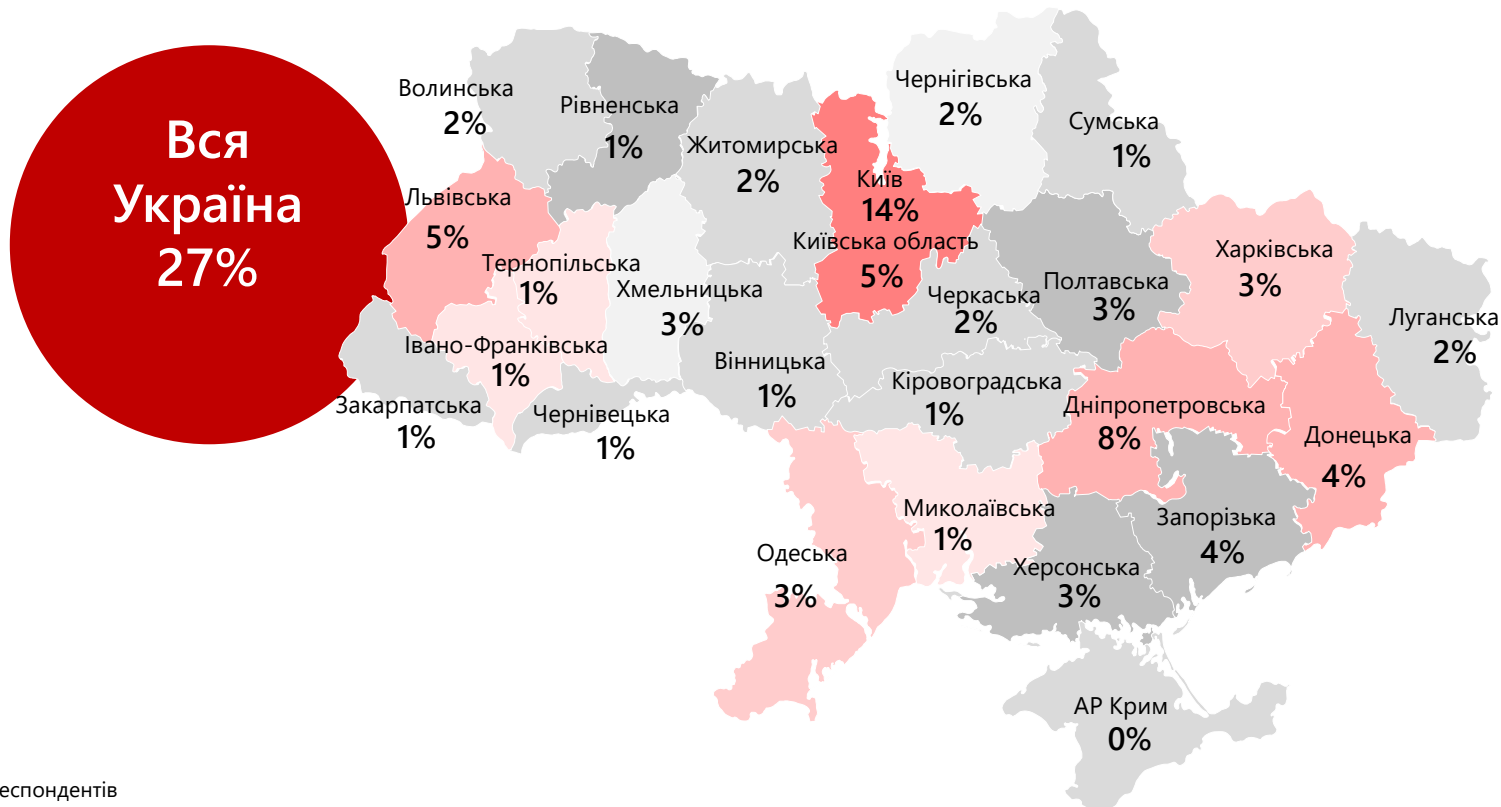 Вся
Україна
27%
Волинська
2%
Рівненська
1%
Житомирська
2%
Київ
14%
Київська область
5%
Чернігівська
2%
Сумська
1%
Львівська
5%
Тернопільська
1%
Хмельницька
3%
Черкаська
2%
Полтавська
3%
Харківська
3%
Луганська
2%
Івано-Франківська
1%
Вінницька
1%
Кіровоградська
1%
Дніпропетровська
8%
Донецька
4%
Закарпатська
1%
Чернівецька
1%
Миколаївська
1%
Запорізька
4%
Одеська
3%
Херсонська
3%
АР Крим
0%
еспондентів